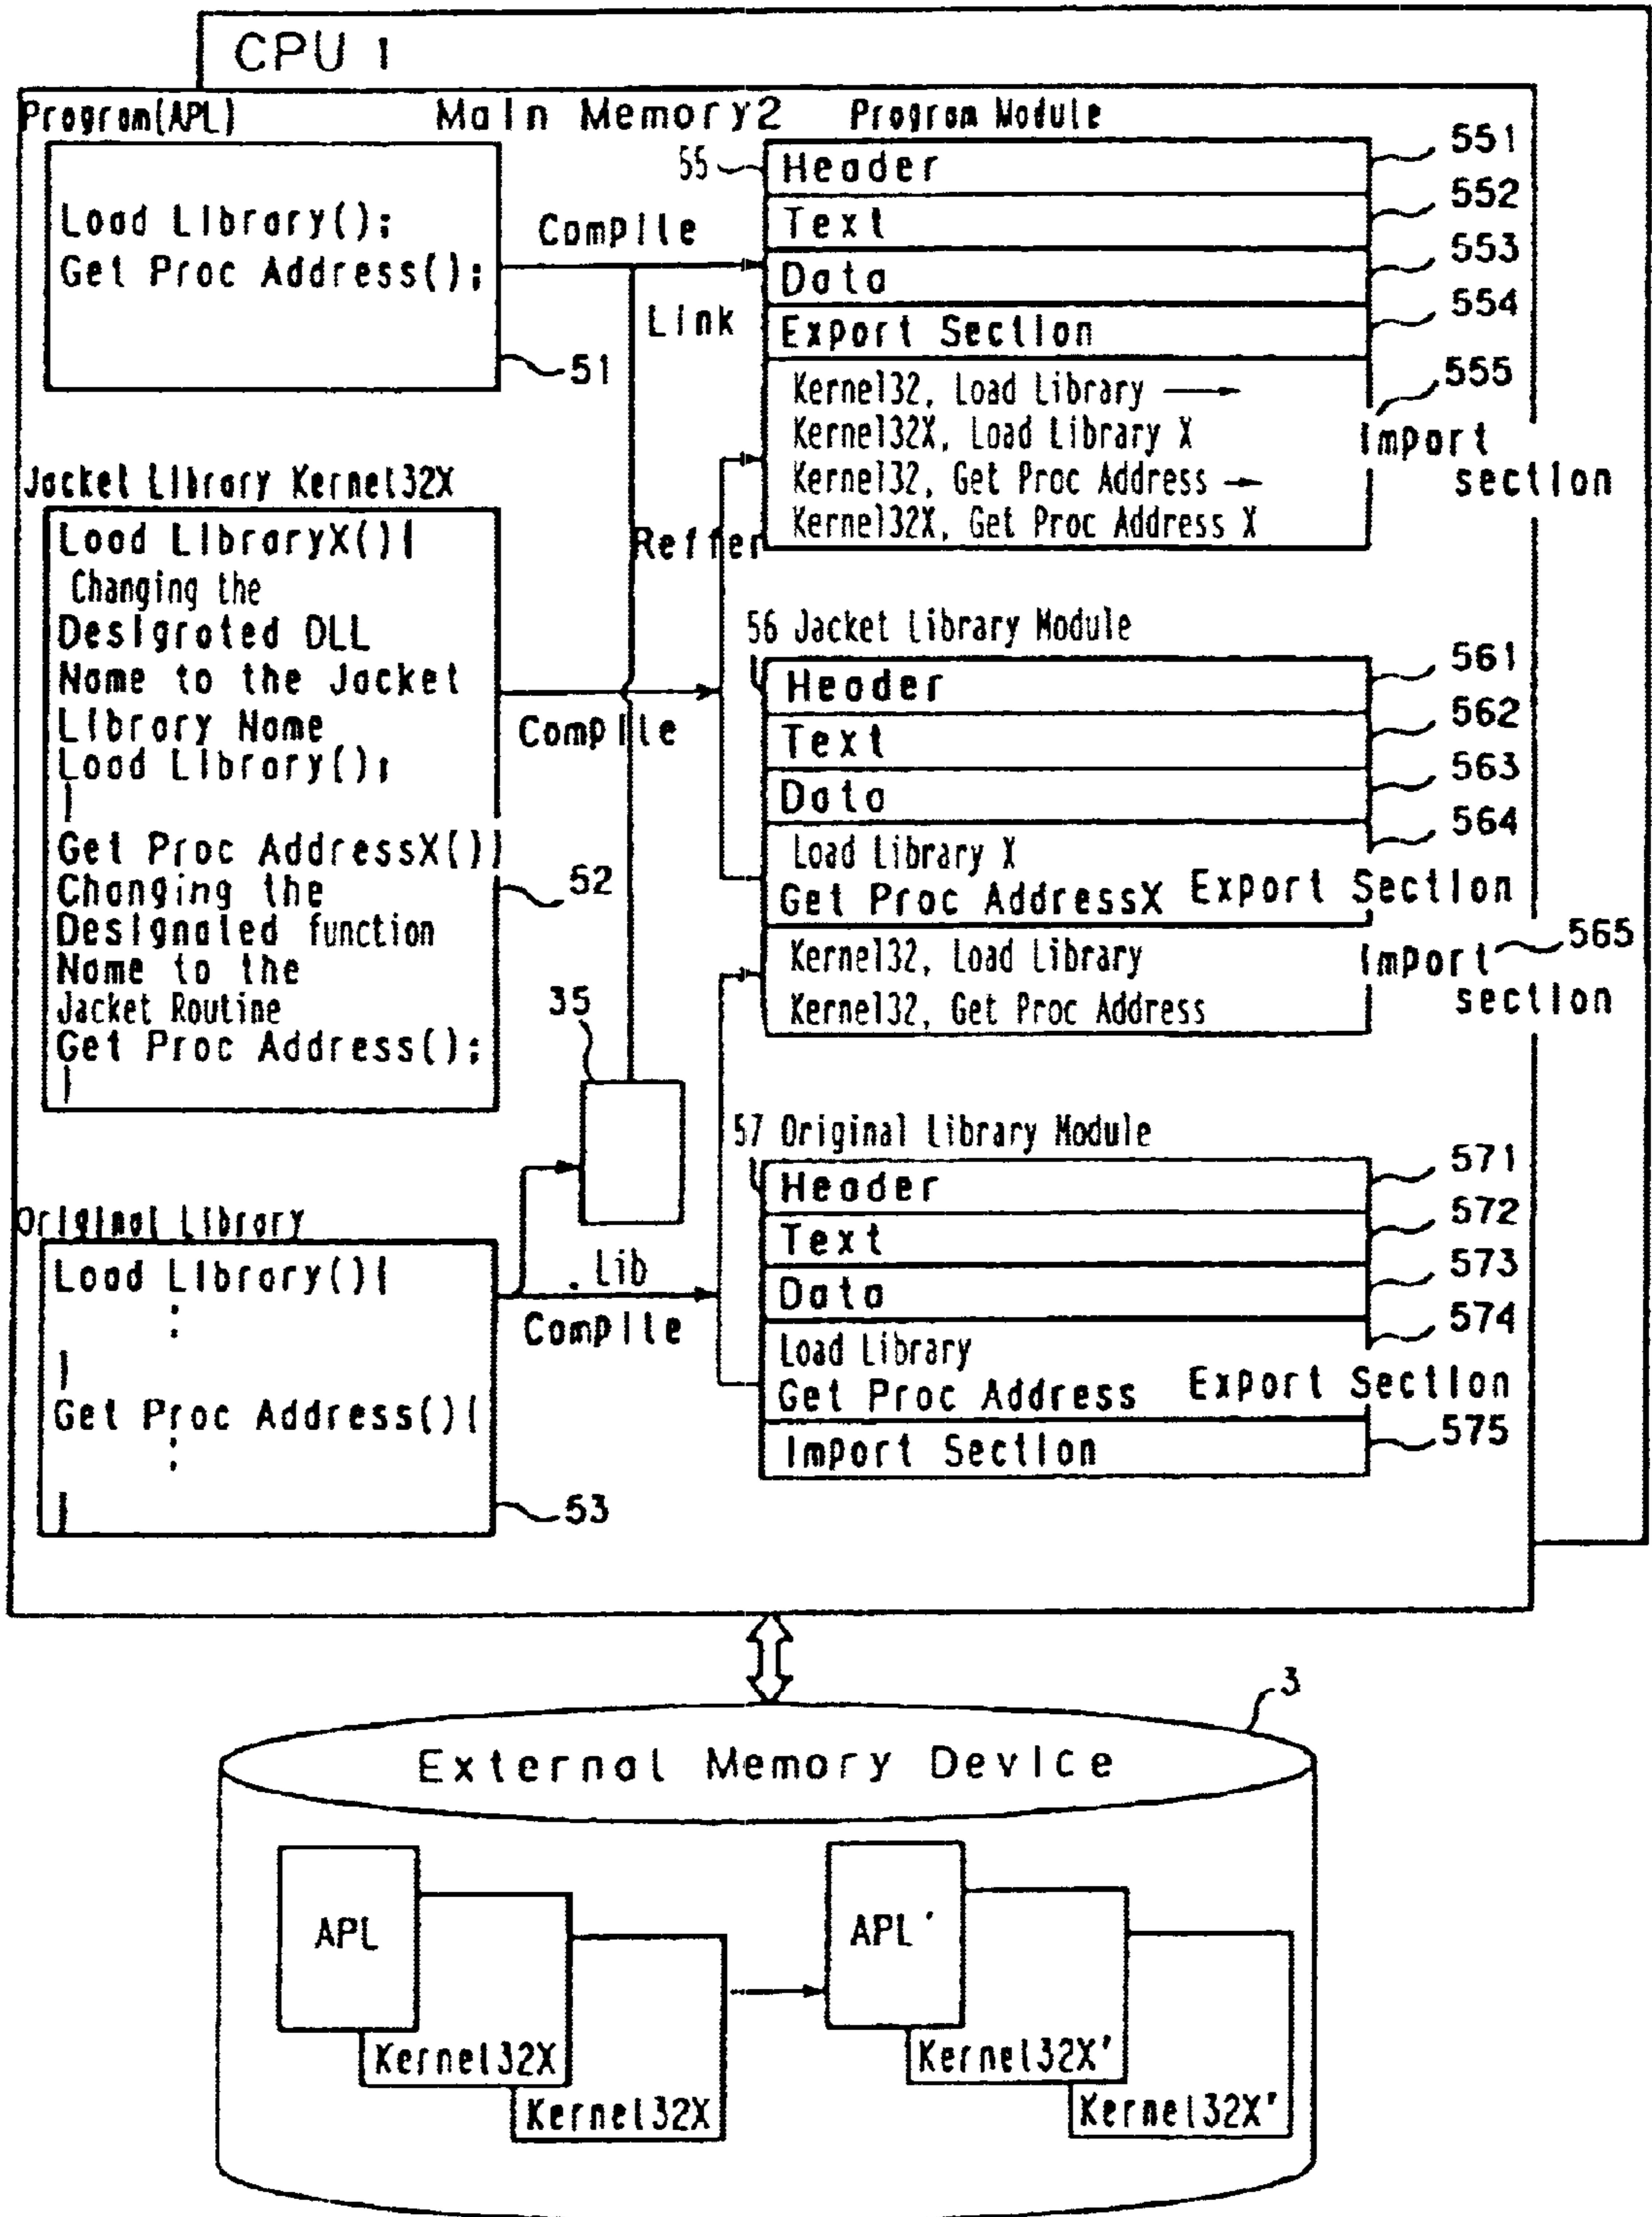 CPU 1
Program(APL)
Main Memory2
Program Module
Load Library();
Get Proc Address();
51
Compile
Link
55
Header
551
Text
552
Data
553
Export Section
554
Kernel32, Load Library
Kernel32X, Load Library X
Kernel32, Get Proc Address
Kernel32X, Get Proc Address X
555
Import
section
Reffer
Jacket Library Kernel32X
Load LibraryX(){
Changing the
Desigroted DLL
Name to the Jacket
Library Name
Load Library();
}
Get Proc AddressX()}
Changing the
Designated function
Name to the
Jacket Routine
Get Proc Address();
}
52
Compile
56 Jacket Library Module
Header
561
Text
562
Data
563
Load Library X
Get Proc AddressX
Export Section
564
Kernel32, Load Library
Kernel32, Get Proc Address
Import
section
565
35
Original Library
Load Library(){
:
}
Get Proc Address(){
:
}
53
.Lib
Compile
57 Original Library Module
Header
571
Text
572
Data
573
Load Library
Get Proc Address
Export Section
574
Import Section
575
3
External Memory Device
APL
Kernel32X
Kernel32X
APL'
Kernel32X'
Kernel32X'